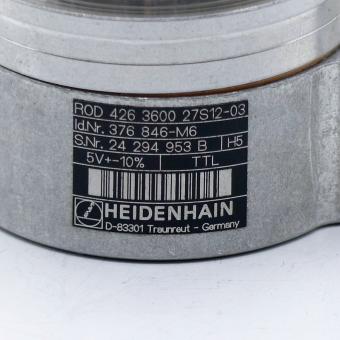 ROD 426 3600 27S12-03
Id.Nr. 376 846-M6
S.Nr. 24 294 953 B H5
5V+-10% TTL
HEIDENHAIN
D-83301 Traunreut - Germany